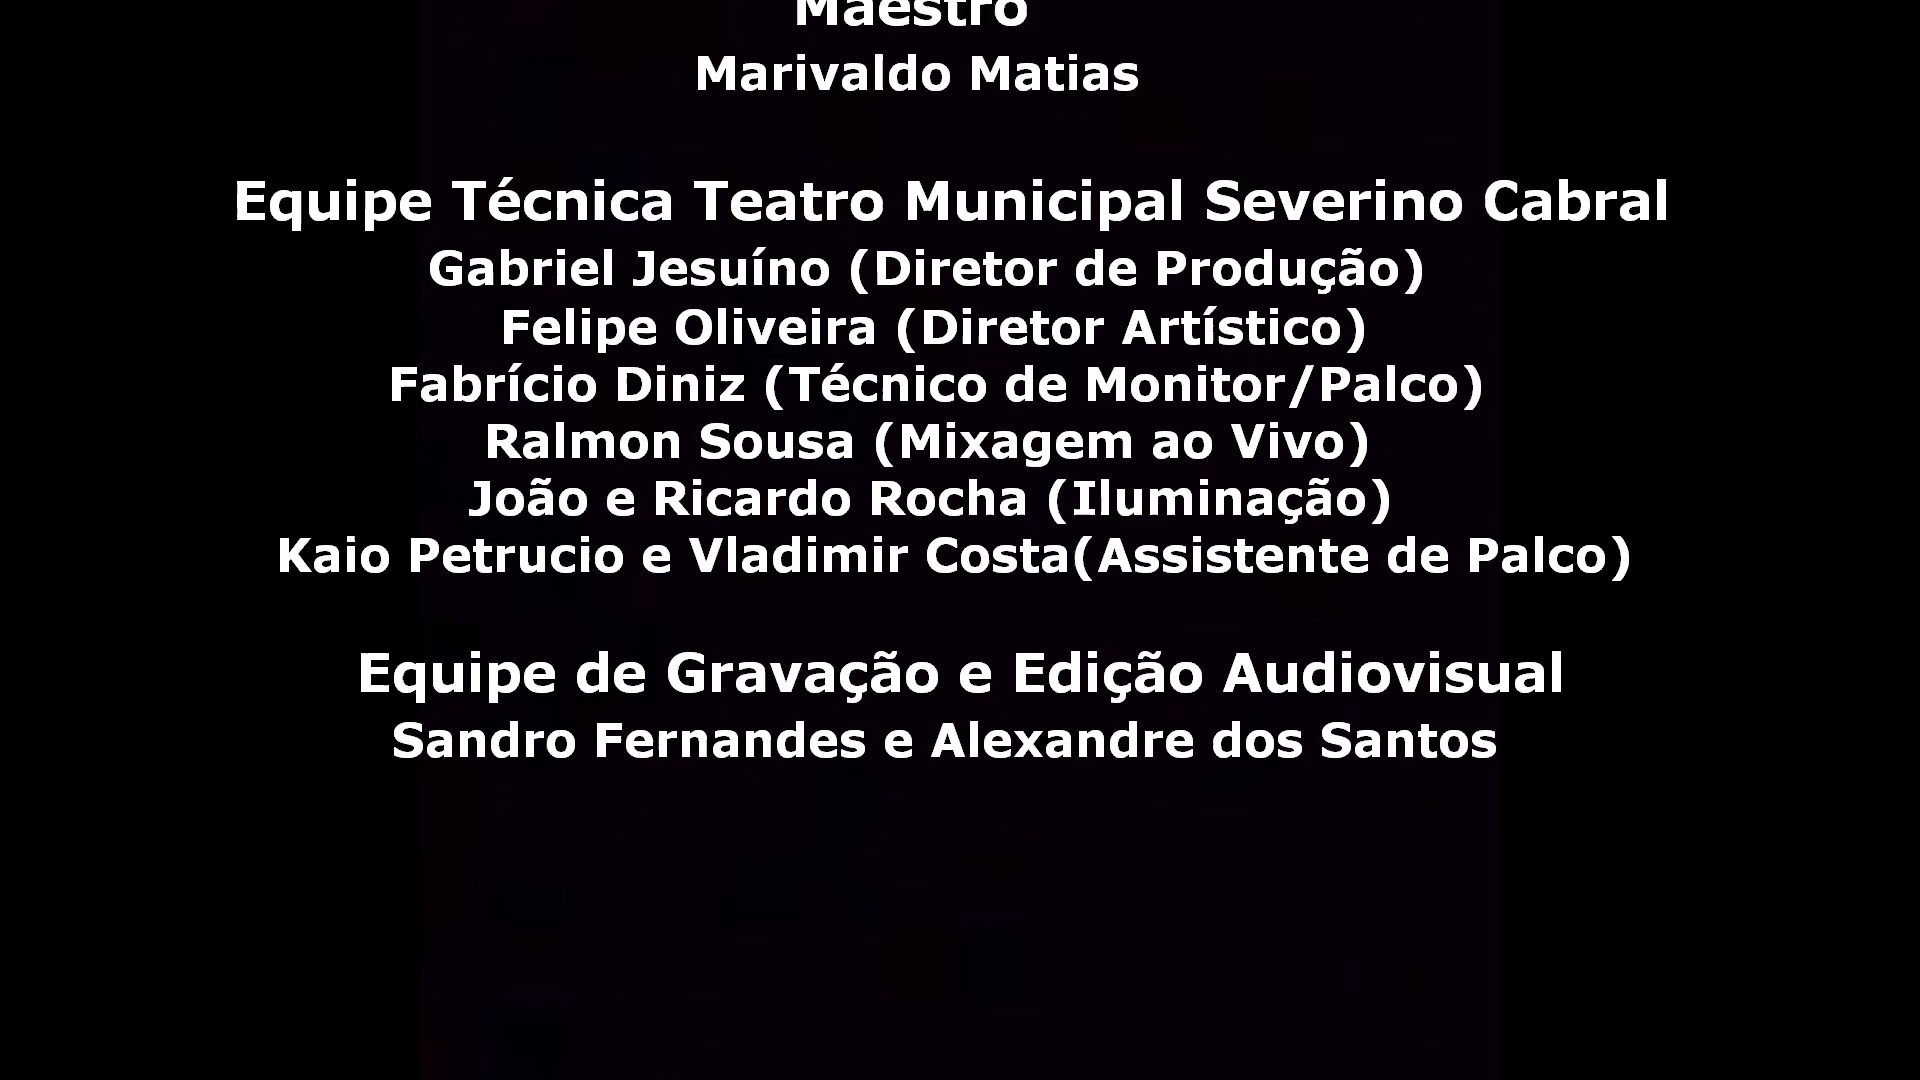 Maestro
Marivaldo Matias
Equipe Técnica Teatro Municipal Severino Cabral
Gabriel Jesuíno (Diretor de Produção)
Felipe Oliveira (Diretor Artístico)
Fabrício Diniz (Técnico de Monitor/Palco)
Ralmon Sousa (Mixagem ao Vivo)
João e Ricardo Rocha (Iluminação)
Kaio Petrucio e Vladimir Costa(Assistente de Palco)
Equipe de Gravação e Edição Audiovisual
Sandro Fernandes e Alexandre dos Santos